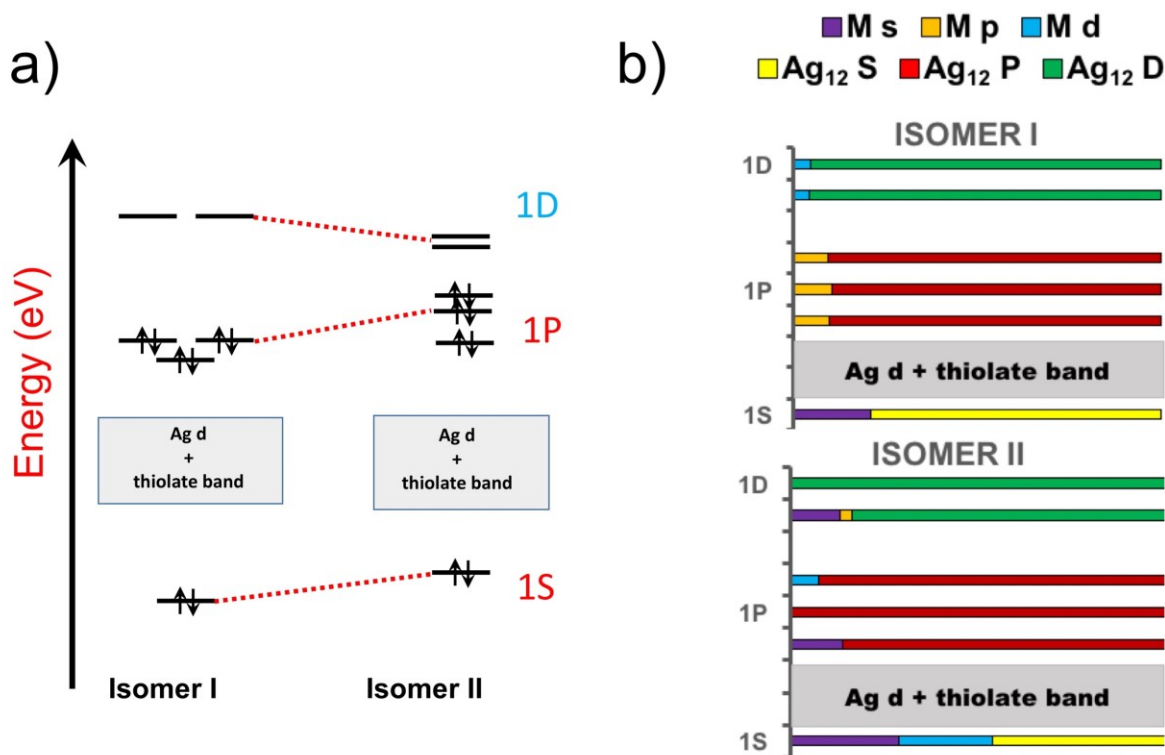 a)
Energy (eV)
1D
1P
1S
Ag d
+
thiolate band
Ag d
+
thiolate band
Isomer I
Isomer II
b)
M s M p M d
Ag₁₂ S Ag₁₂ P Ag₁₂ D
ISOMER I
1D
1P
Ag d + thiolate band
1S
ISOMER II
1D
1P
Ag d + thiolate band
1S